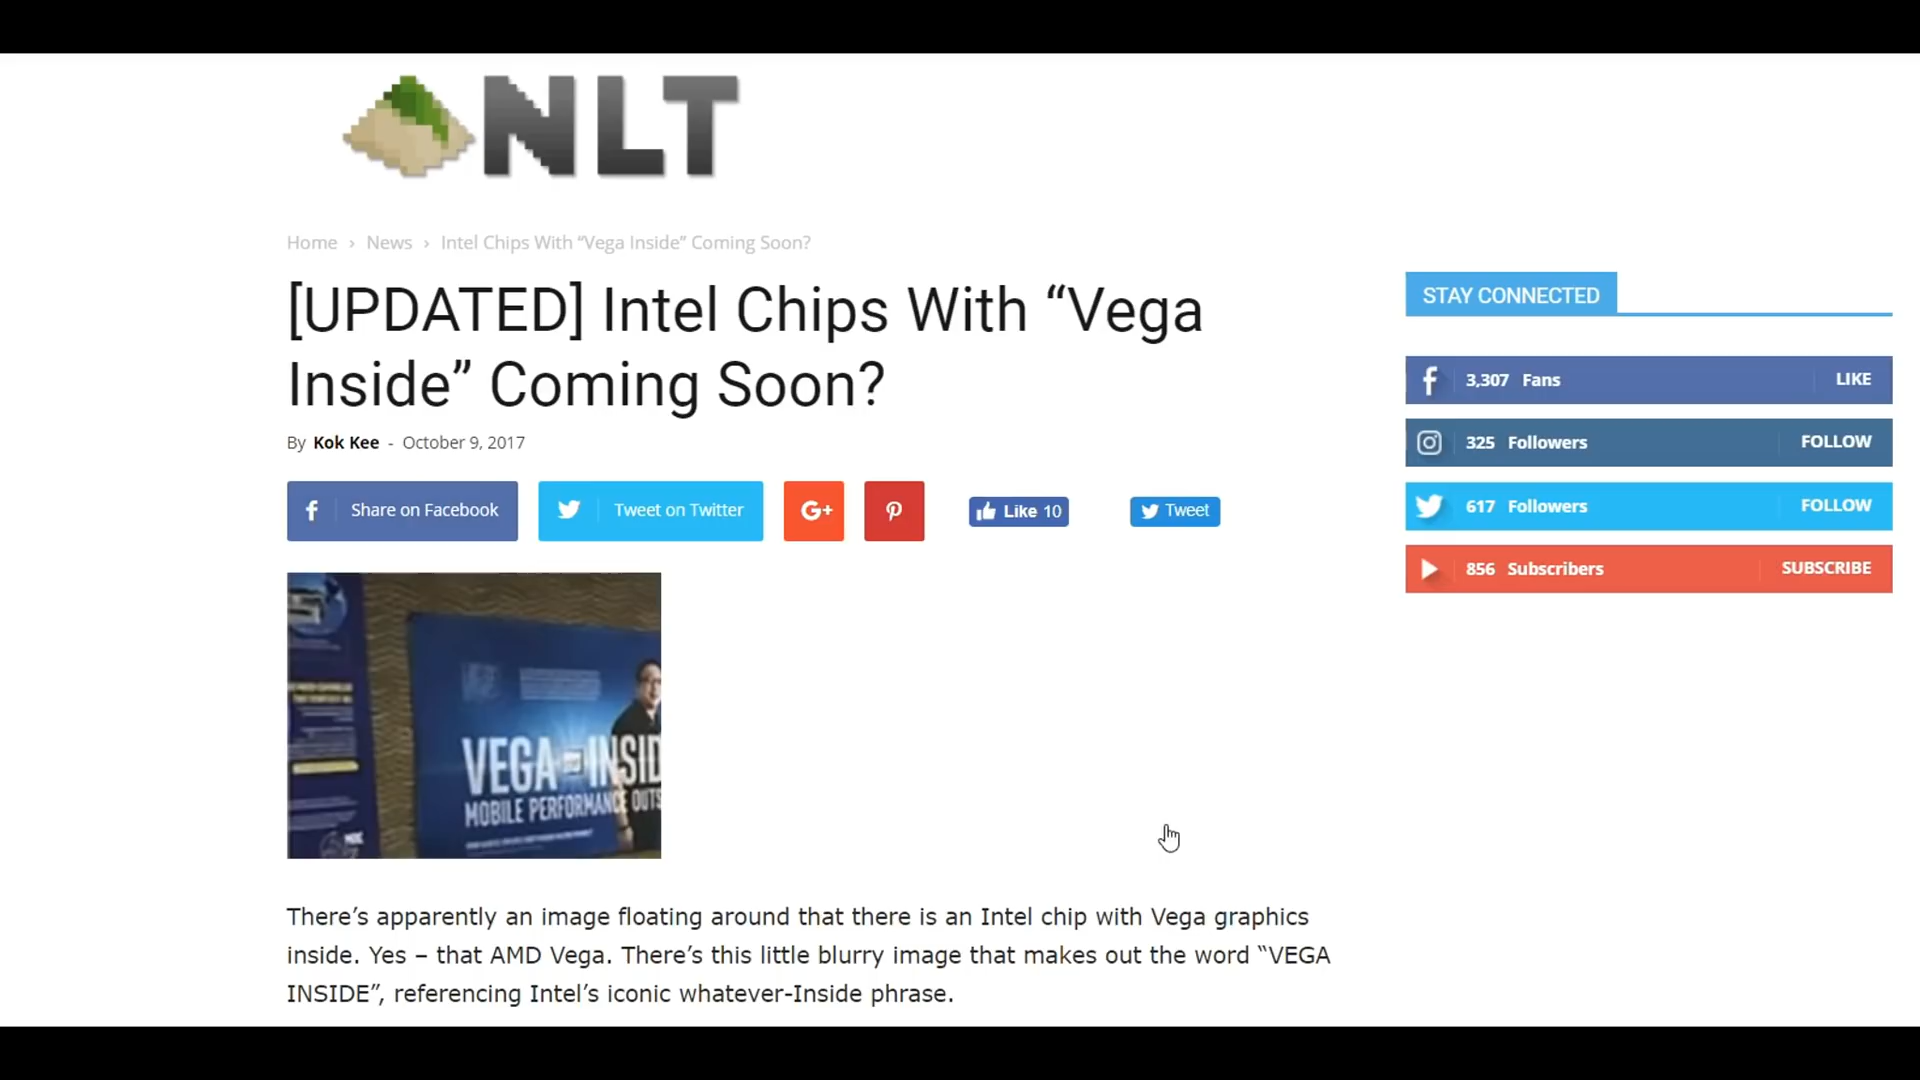 NLT
Home › News › Intel Chips With “Vega Inside” Coming Soon?
[UPDATED] Intel Chips With “Vega
Inside” Coming Soon?
By Kok Kee - October 9, 2017
Share on Facebook
Tweet on Twitter
G+
Like 10
Tweet
STAY CONNECTED
3,307 Fans LIKE
325 Followers FOLLOW
617 Followers FOLLOW
856 Subscribers SUBSCRIBE
VEGA INSID
MOBILE PERFORMANCE OUTS
There’s apparently an image floating around that there is an Intel chip with Vega graphics
inside. Yes – that AMD Vega. There’s this little blurry image that makes out the word “VEGA
INSIDE”, referencing Intel’s iconic whatever-Inside phrase.